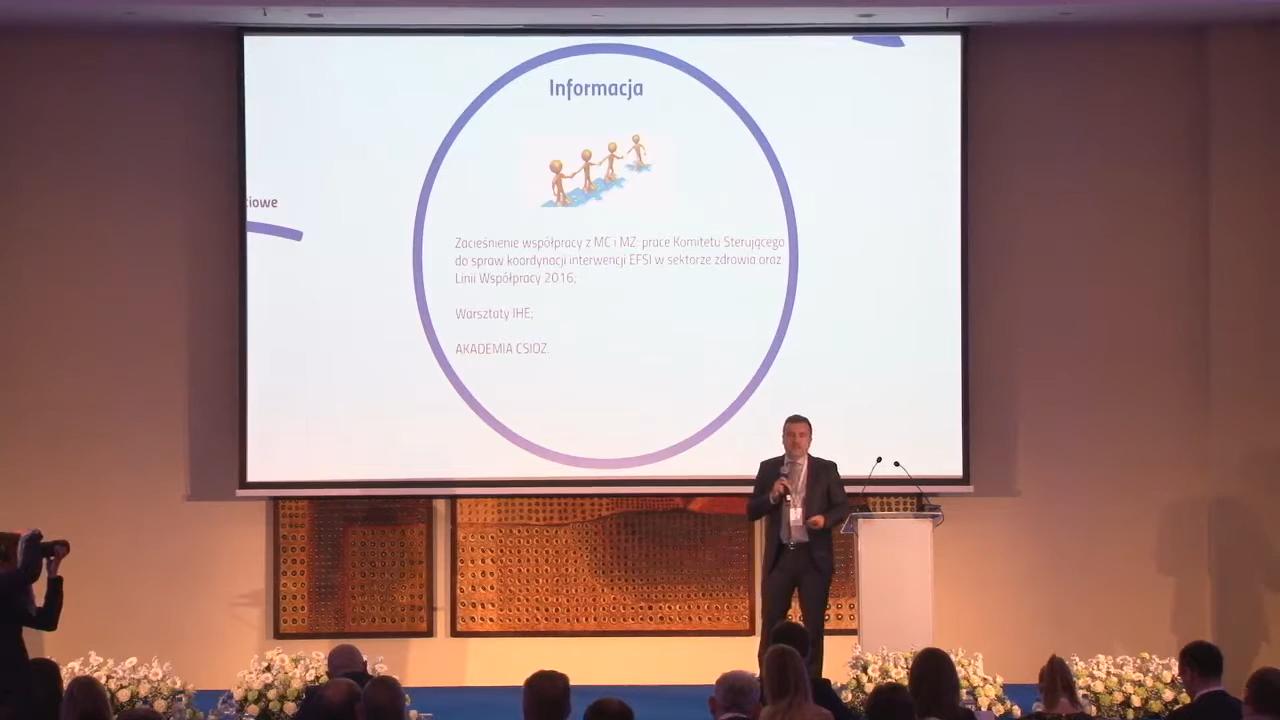 Informacja
ciowe
Zacieśnienie współpracy z MC i MZ: prace Komitetu Sterującego
do spraw koordynacji interwencji EFSI w sektorze zdrowia oraz
Linii Współpracy 2016;
Warsztaty IHE;
AKADEMIA CSIOZ.